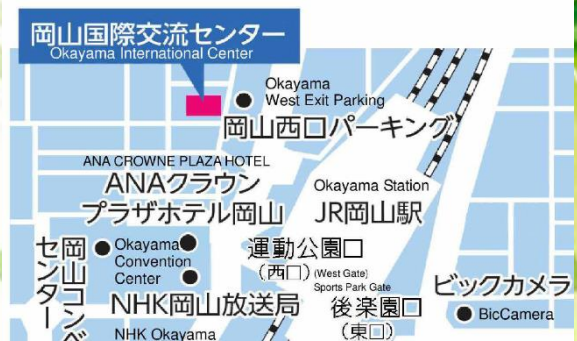 岡山国際交流センター
Okayama International Center
Okayama
West Exit Parking
岡山西口パーキング
ANA CROWNE PLAZA HOTEL
ANAクラウン
プラザホテル岡山
Okayama Station
JR岡山駅
岡山コンベ
センター
Okayama
Convention
Center
運動公園口
(西口)
(West Gate)
Sports Park Gate
NHK岡山放送局
NHK Okayama
後楽園口
(東口)
ビックカメラ
BicCamera